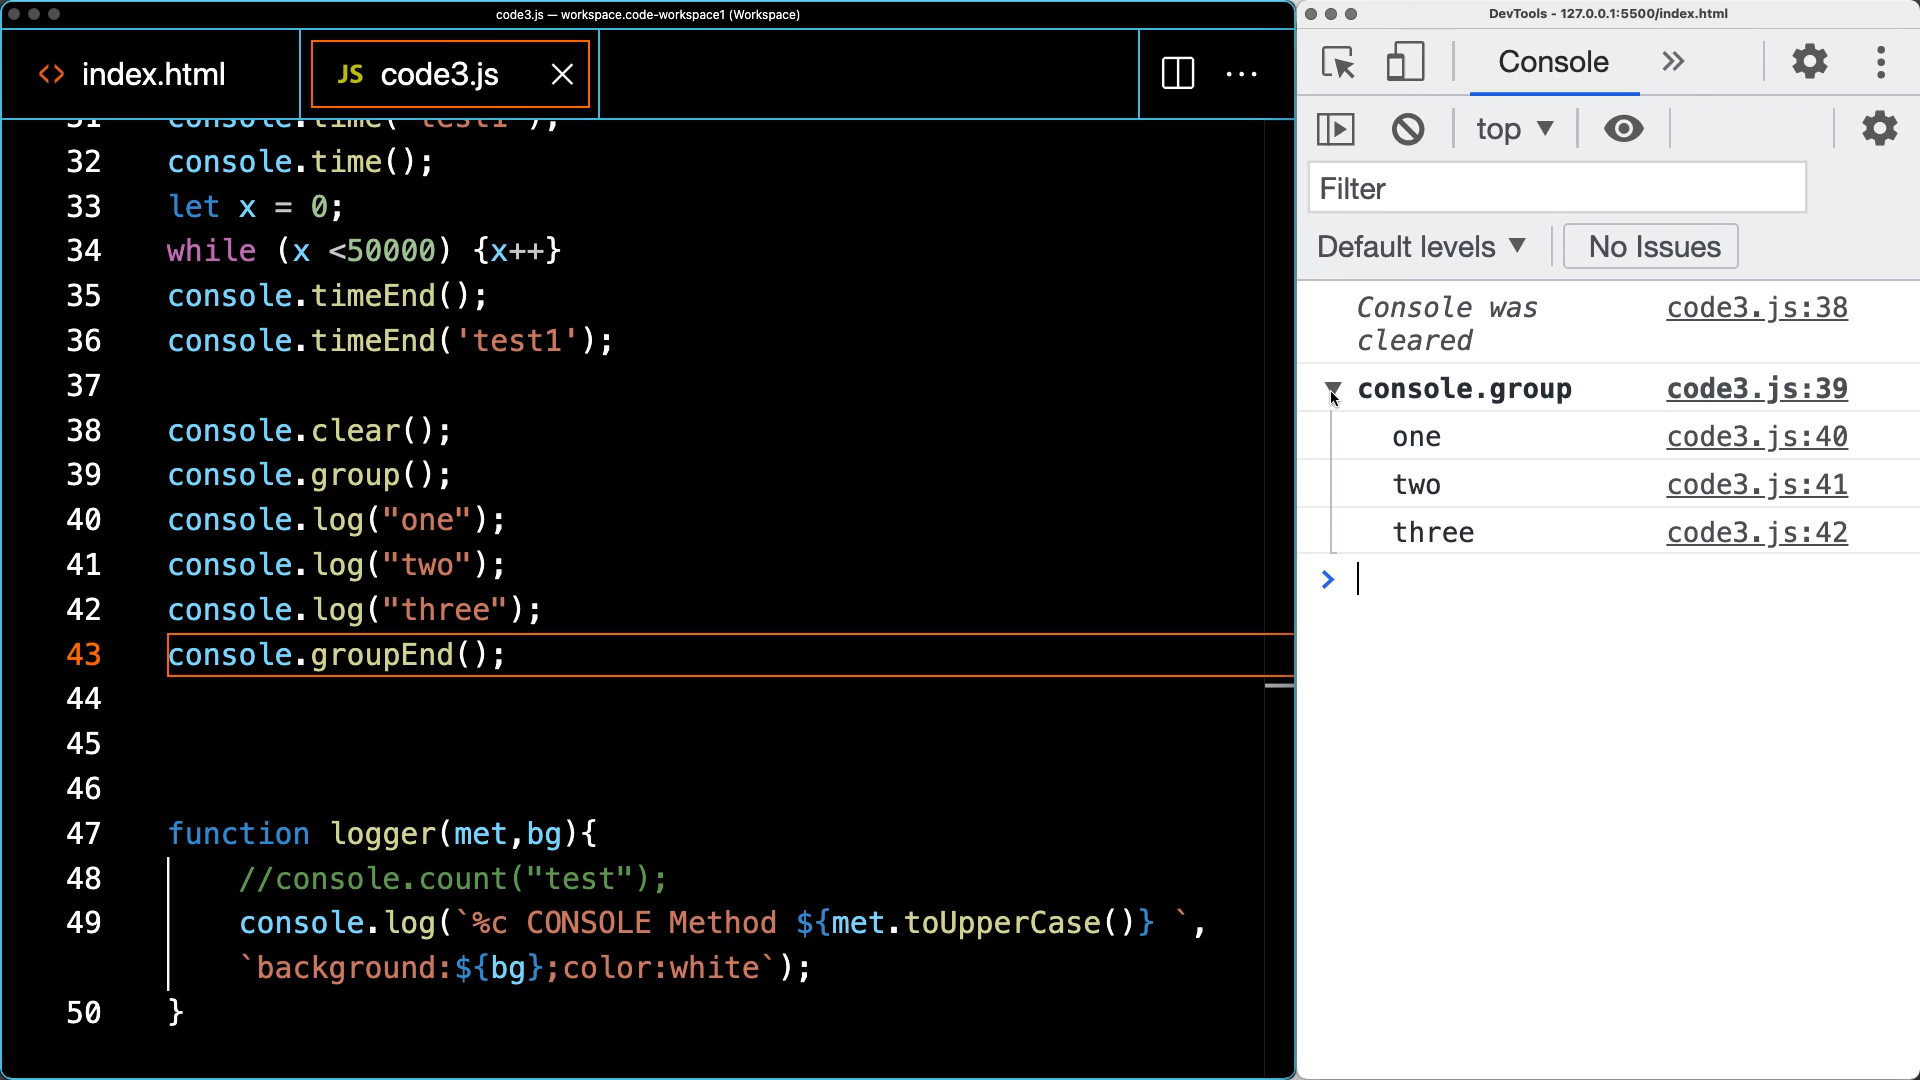 code3.js — workspace.code-workspace1 (Workspace)
<> index.html
JS code3.js
31 console.time('test1');
32 console.time();
33 let x = 0;
34 while (x <50000) {x++}
35 console.timeEnd();
36 console.timeEnd('test1');
37
38 console.clear();
39 console.group();
40 console.log("one");
41 console.log("two");
42 console.log("three");
43 console.groupEnd();
44
45
46
47 function logger(met,bg){
48 //console.count("test");
49 console.log(`%c CONSOLE Method ${met.toUpperCase()} `,
`background:${bg};color:white`);
50 }
DevTools - 127.0.0.1:5500/index.html
Console
top
Filter
Default levels
No Issues
Console was code3.js:38
cleared
console.group code3.js:39
one code3.js:40
two code3.js:41
three code3.js:42